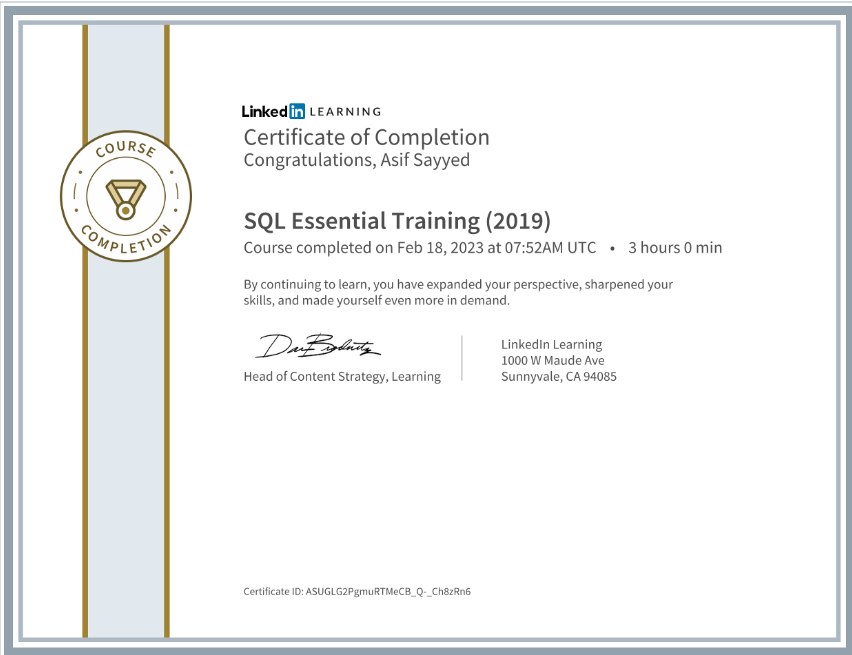 COURSE
COMPLETION
Linked in LEARNING
Certificate of Completion
Congratulations, Asif Sayyed
SQL Essential Training (2019)
Course completed on Feb 18, 2023 at 07:52AM UTC • 3 hours 0 min
By continuing to learn, you have expanded your perspective, sharpened your
skills, and made yourself even more in demand.
Head of Content Strategy, Learning
LinkedIn Learning
1000 W Maude Ave
Sunnyvale, CA 94085
Certificate ID: ASUGLG2PgmuRTMeCB_Q-_Ch8zRn6